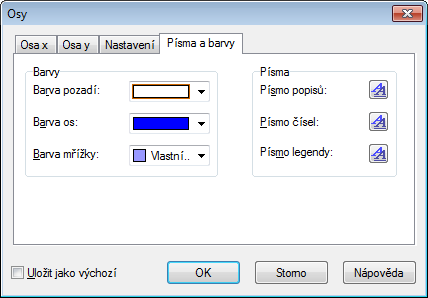 Osy
Osa x Osa y Nastavení Písma a barvy
Barvy Písma
Barva pozadí: Písmo popisů:
Barva os: Písmo čísel:
Barva mřížky: Vlastní... Písmo legendy:
Uložit jako výchozí OK Storno Nápověda